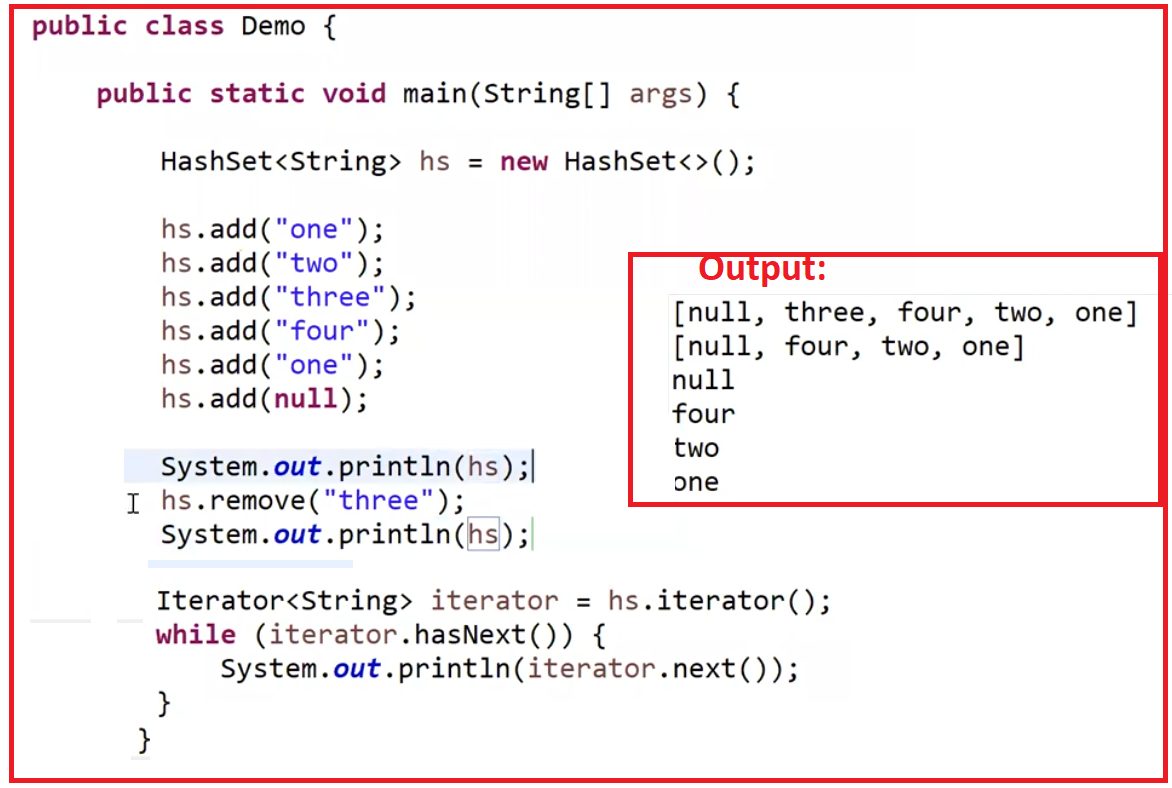 public class Demo {
public static void main(String[] args) {
HashSet<String> hs = new HashSet<>();
hs.add("one");
hs.add("two");
hs.add("three");
hs.add("four");
hs.add("one");
hs.add(null);
System.out.println(hs);
hs.remove("three");
System.out.println(hs);
Iterator<String> iterator = hs.iterator();
while (iterator.hasNext()) {
System.out.println(iterator.next());
}
}
Output:
[null, three, four, two, one]
[null, four, two, one]
null
four
two
one